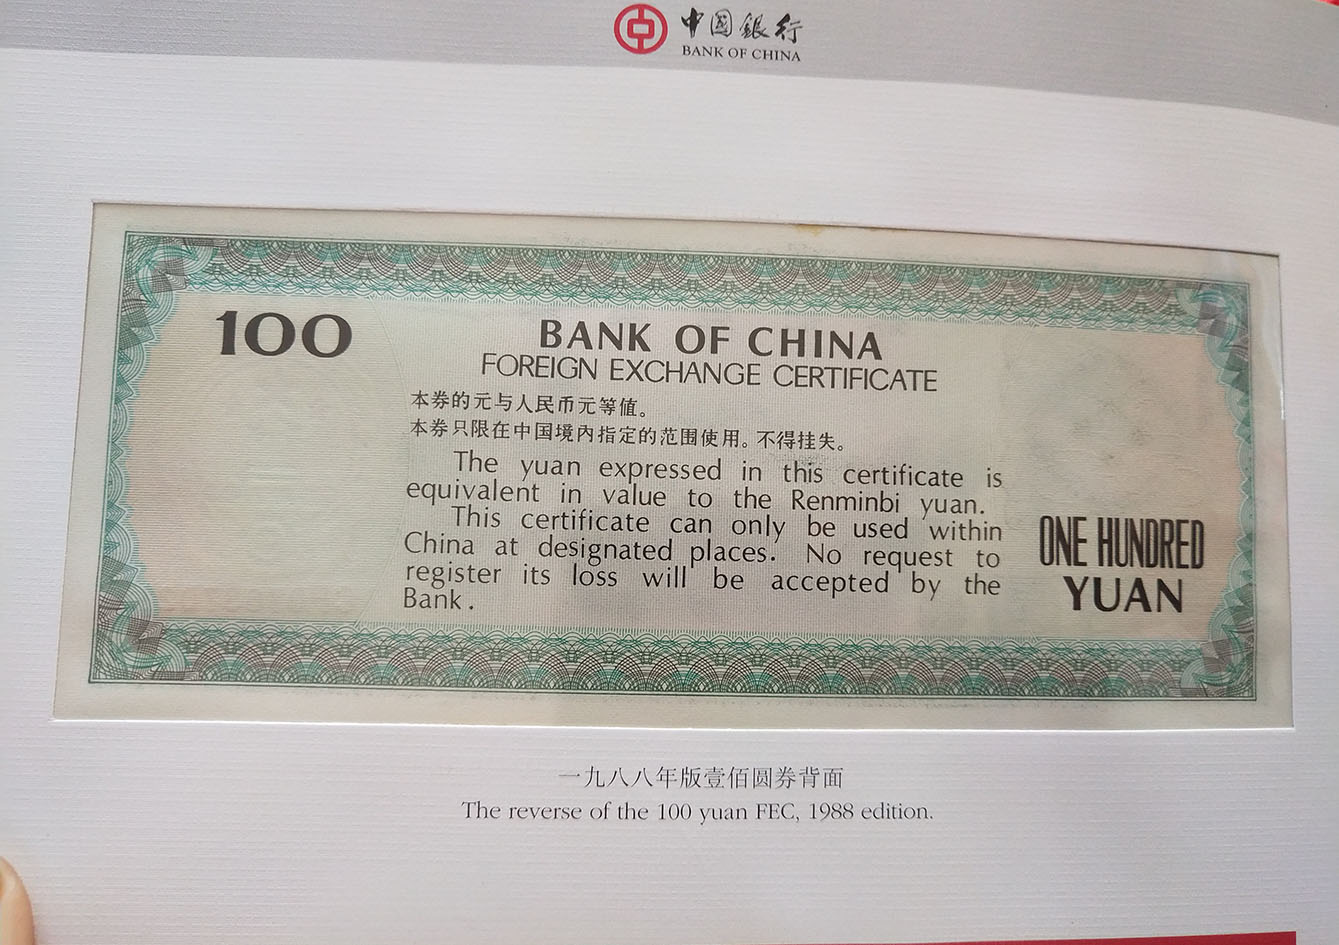 中国銀行
BANK OF CHINA
100
BANK OF CHINA
FOREIGN EXCHANGE CERTIFICATE
本券的元与人民币元等值。
本券只限在中国境内指定的范围使用。不得挂失。
The yuan expressed in this certificate is
equivalent in value to the Renminbi yuan.
This certificate can only be used within
China at designated places. No request to
register its loss will be accepted by the
Bank.
ONE HUNDRED
YUAN
一九八八年版壹佰圆券背面
The reverse of the 100 yuan FEC, 1988 edition.